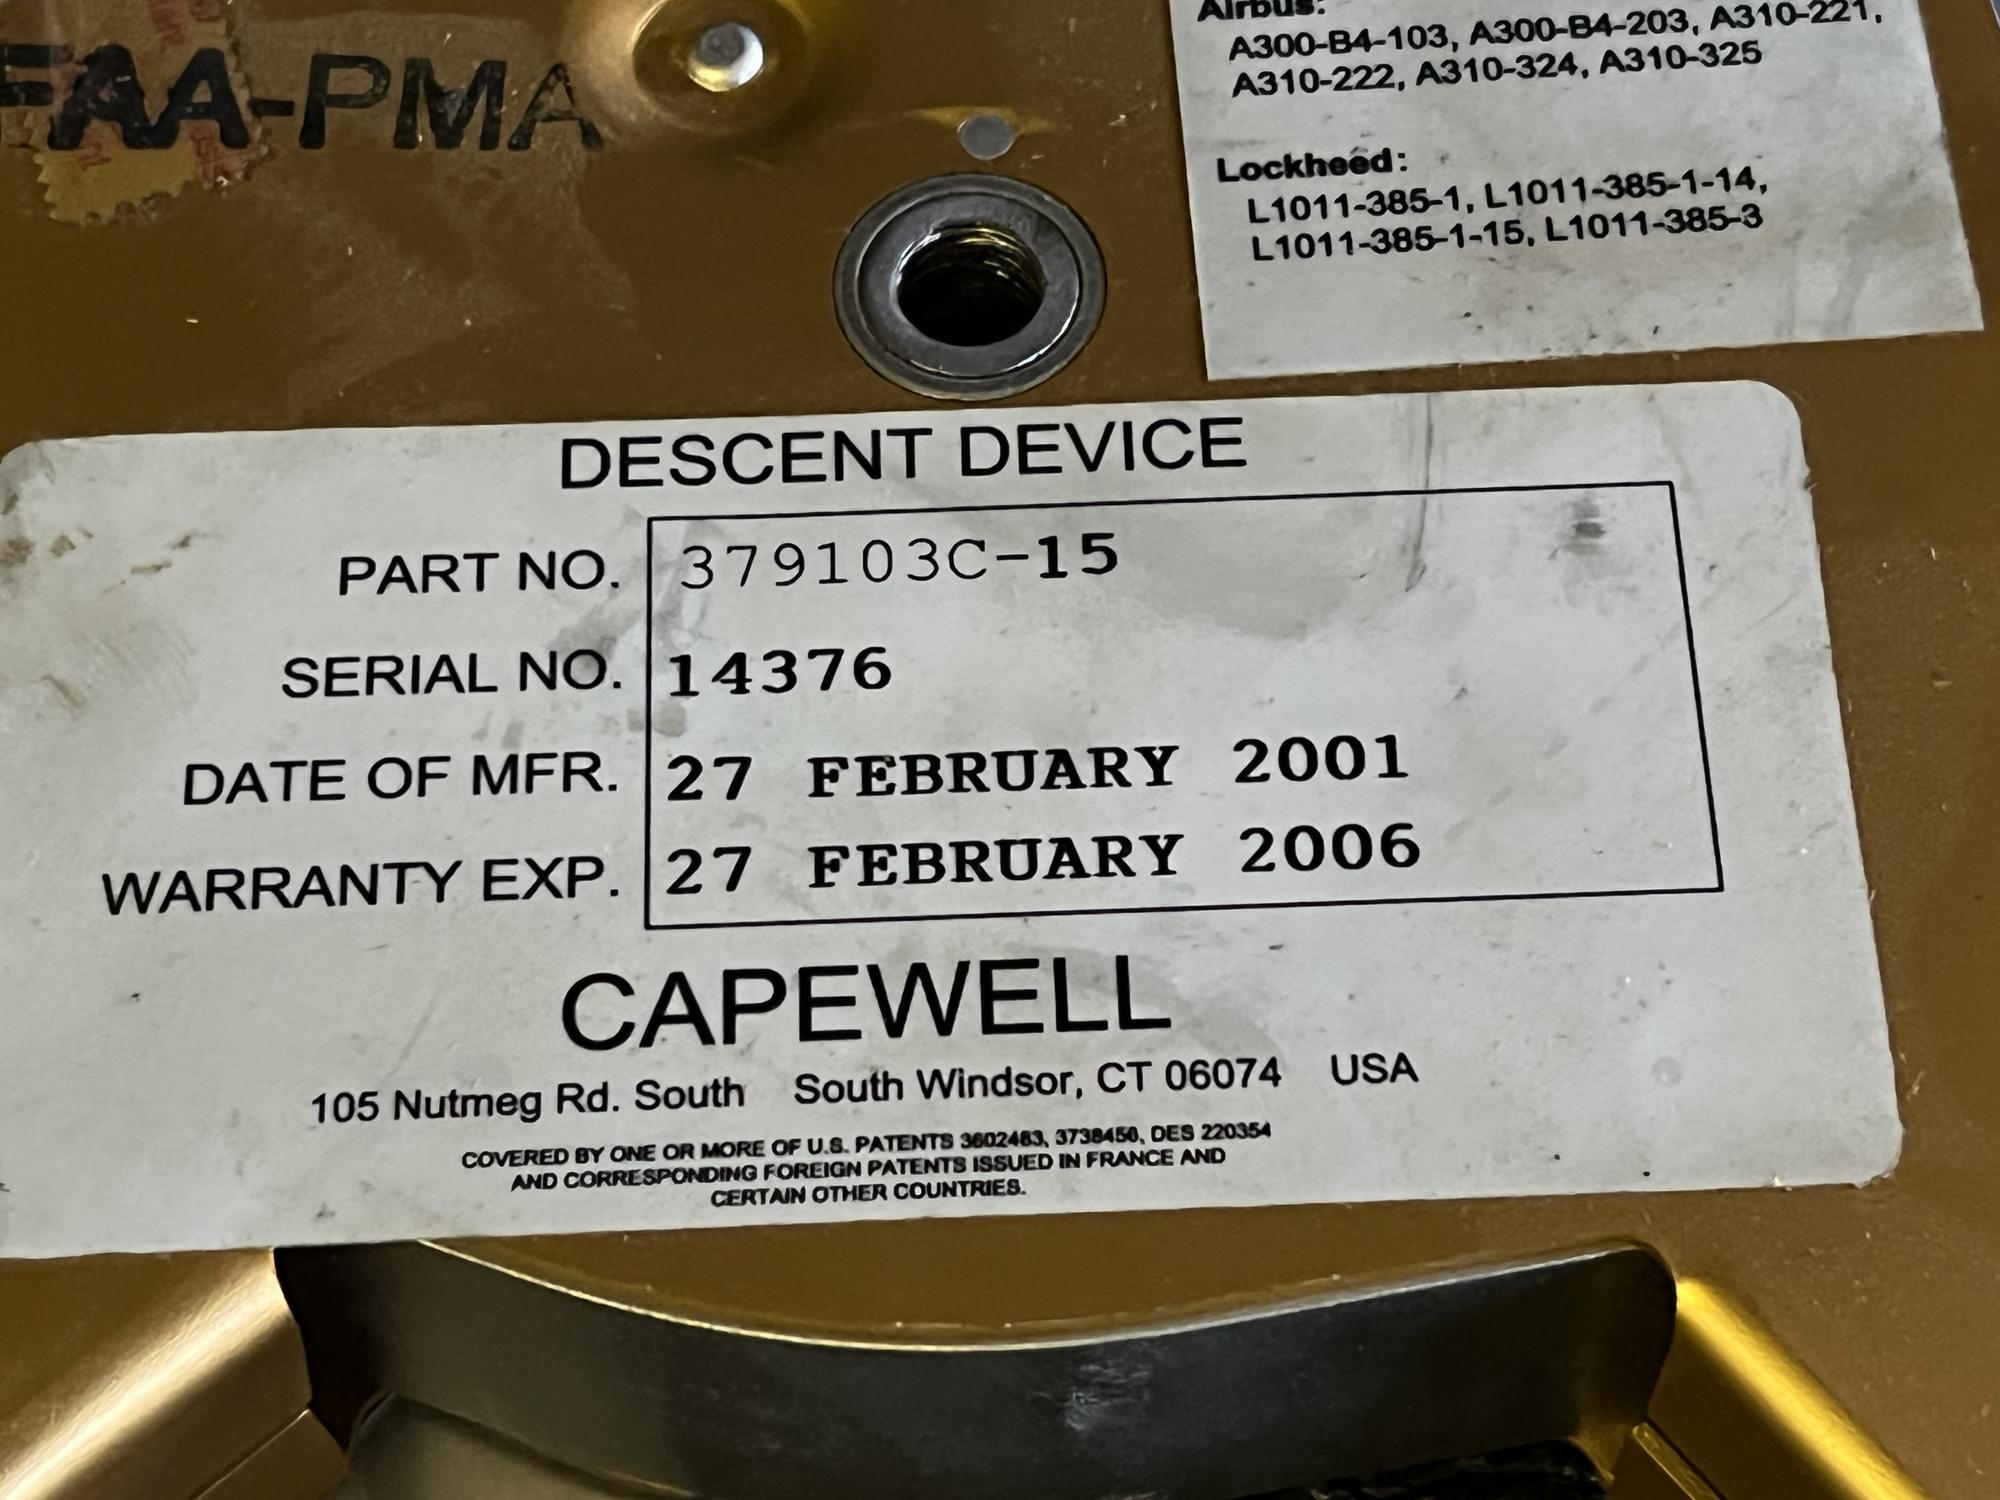 FAA-PMA
Airbus:
A300-B4-103, A300-B4-203, A310-221,
A310-222, A310-324, A310-325
Lockheed:
L1011-385-1, L1011-385-1-14,
L1011-385-1-15, L1011-385-3
DESCENT DEVICE
PART NO. 379103C-15
SERIAL NO. 14376
DATE OF MFR. 27 FEBRUARY 2001
WARRANTY EXP. 27 FEBRUARY 2006
CAPEWELL
105 Nutmeg Rd. South South Windsor, CT 06074 USA
COVERED BY ONE OR MORE OF U.S. PATENTS 3602483, 3738450, DES 220354
AND CORRESPONDING FOREIGN PATENTS ISSUED IN FRANCE AND
CERTAIN OTHER COUNTRIES.